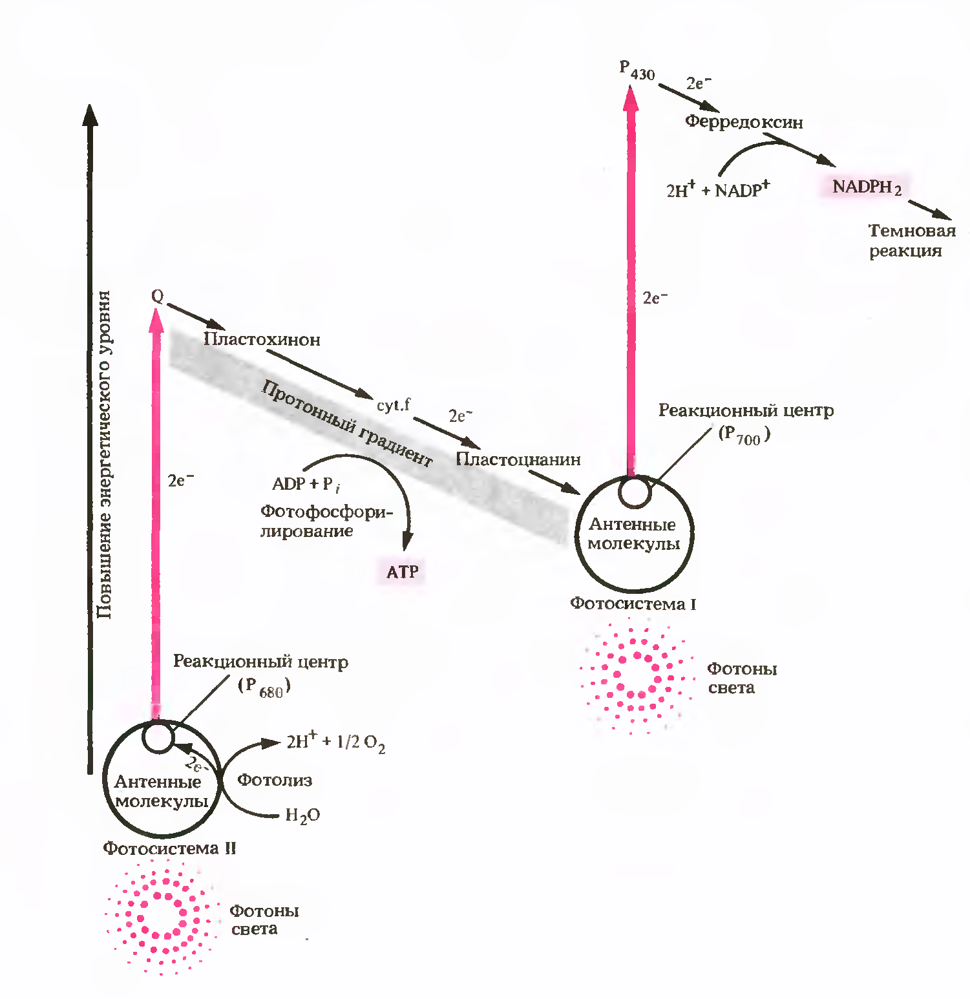 P430
2e⁻
Ферредоксин
2H⁺ + NADP⁺
NADPH₂
Темновая
реакция
2e⁻
Повышение энергетического уровня
Q
Пластохинон
cyt.f
2e⁻
Пластоцианин
Протонный градиент
2e⁻
ADP + Pi
Фотофосфори-
лирование
ATP
Реакционный центр
(P700)
Антенные
молекулы
Фотосистема I
Фотоны
света
Реакционный центр
(P680)
2H⁺ + 1/2 O₂
2e⁻
Фотолиз
Антенные
молекулы
H₂O
Фотосистема II
Фотоны
света